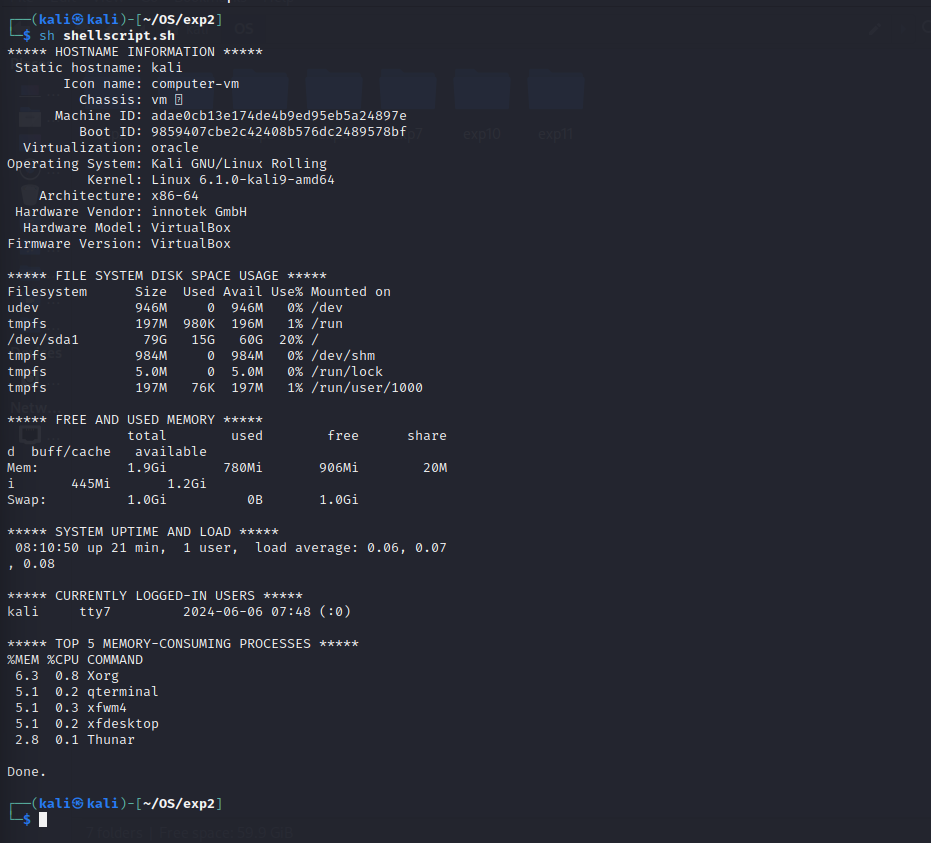 ┌──(kali㉿kali)-[~/OS/exp2]
└─$ sh shellscript.sh
***** HOSTNAME INFORMATION *****
 Static hostname: kali
       Icon name: computer-vm
         Chassis: vm
      Machine ID: adae0cb13e174de4b9ed95eb5a24897e
         Boot ID: 9859407cbe2c42408b576dc2489578bf
  Virtualization: oracle
Operating System: Kali GNU/Linux Rolling
          Kernel: Linux 6.1.0-kali9-amd64
    Architecture: x86-64
 Hardware Vendor: innotek GmbH
  Hardware Model: VirtualBox
Firmware Version: VirtualBox
***** FILE SYSTEM DISK SPACE USAGE *****
Filesystem      Size  Used Avail Use% Mounted on
udev            946M     0  946M   0% /dev
tmpfs           197M  980K  196M   1% /run
/dev/sda1        79G   15G   60G  20% /
tmpfs           984M     0  984M   0% /dev/shm
tmpfs           5.0M     0  5.0M   0% /run/lock
tmpfs           197M   76K  197M   1% /run/user/1000
***** FREE AND USED MEMORY *****
               total        used        free      share
d  buff/cache   available
Mem:           1.9Gi       780Mi       906Mi        20M
i       445Mi       1.2Gi
Swap:          1.0Gi          0B       1.0Gi
***** SYSTEM UPTIME AND LOAD *****
 08:10:50 up 21 min,  1 user,  load average: 0.06, 0.07
, 0.08
***** CURRENTLY LOGGED-IN USERS *****
kali     tty7         2024-06-06 07:48 (:0)
***** TOP 5 MEMORY-CONSUMING PROCESSES *****
%MEM %CPU COMMAND
 6.3  0.8 Xorg
 5.1  0.2 qterminal
 5.1  0.3 xfwm4
 5.1  0.2 xfdesktop
 2.8  0.1 Thunar
Done.
┌──(kali㉿kali)-[~/OS/exp2]
└─$
OS
exp10
exp11
Free space: 59.9 GiB